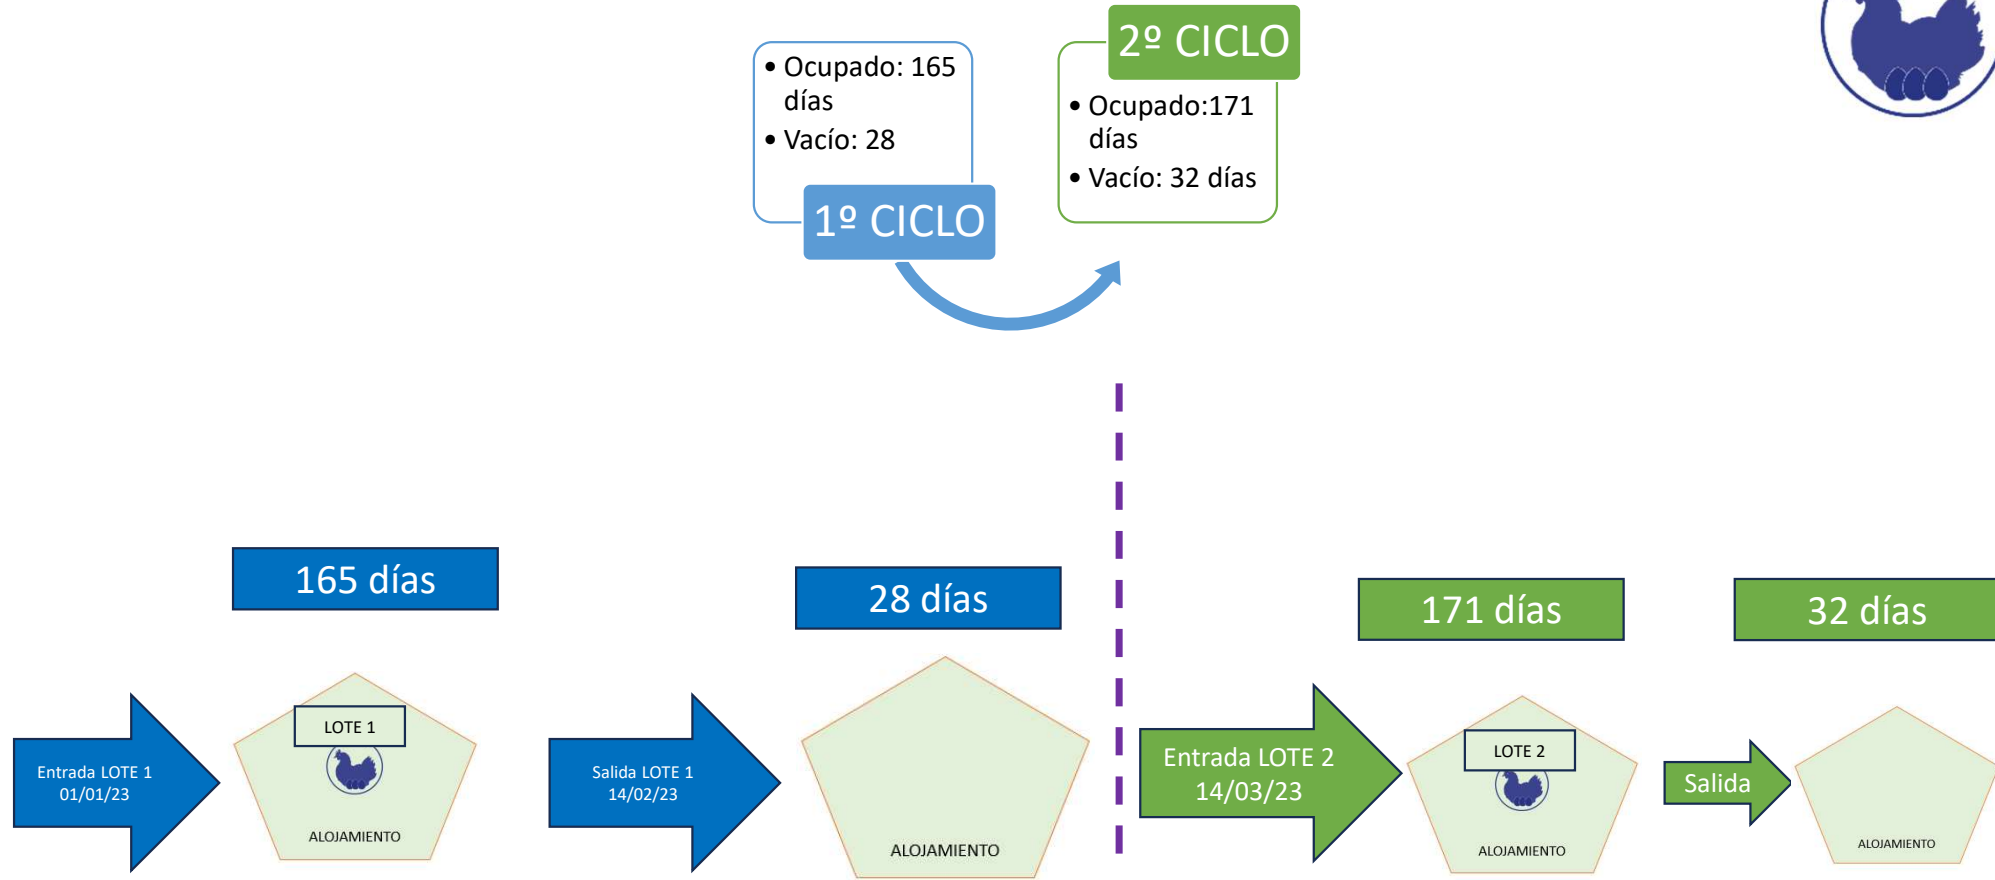 • Ocupado: 165
días
• Vacío: 28
1º CICLO
2º CICLO
• Ocupado:171
días
• Vacío: 32 días
165 días
28 días
171 días
32 días
Entrada LOTE 1
01/01/23
LOTE 1
ALOJAMIENTO
Salida LOTE 1
14/02/23
ALOJAMIENTO
Entrada LOTE 2
14/03/23
LOTE 2
ALOJAMIENTO
Salida
ALOJAMIENTO